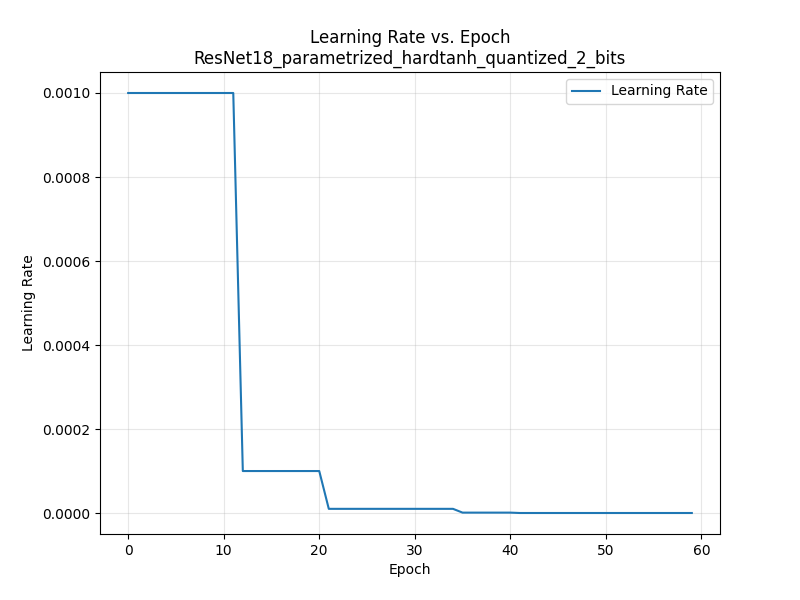 Learning Rate vs. Epoch
ResNet18_parametrized_hardtanh_quantized_2_bits
Learning Rate
0.0010
0.0008
0.0006
0.0004
0.0002
0.0000
Learning Rate
0 10 20 30 40 50 60
Epoch